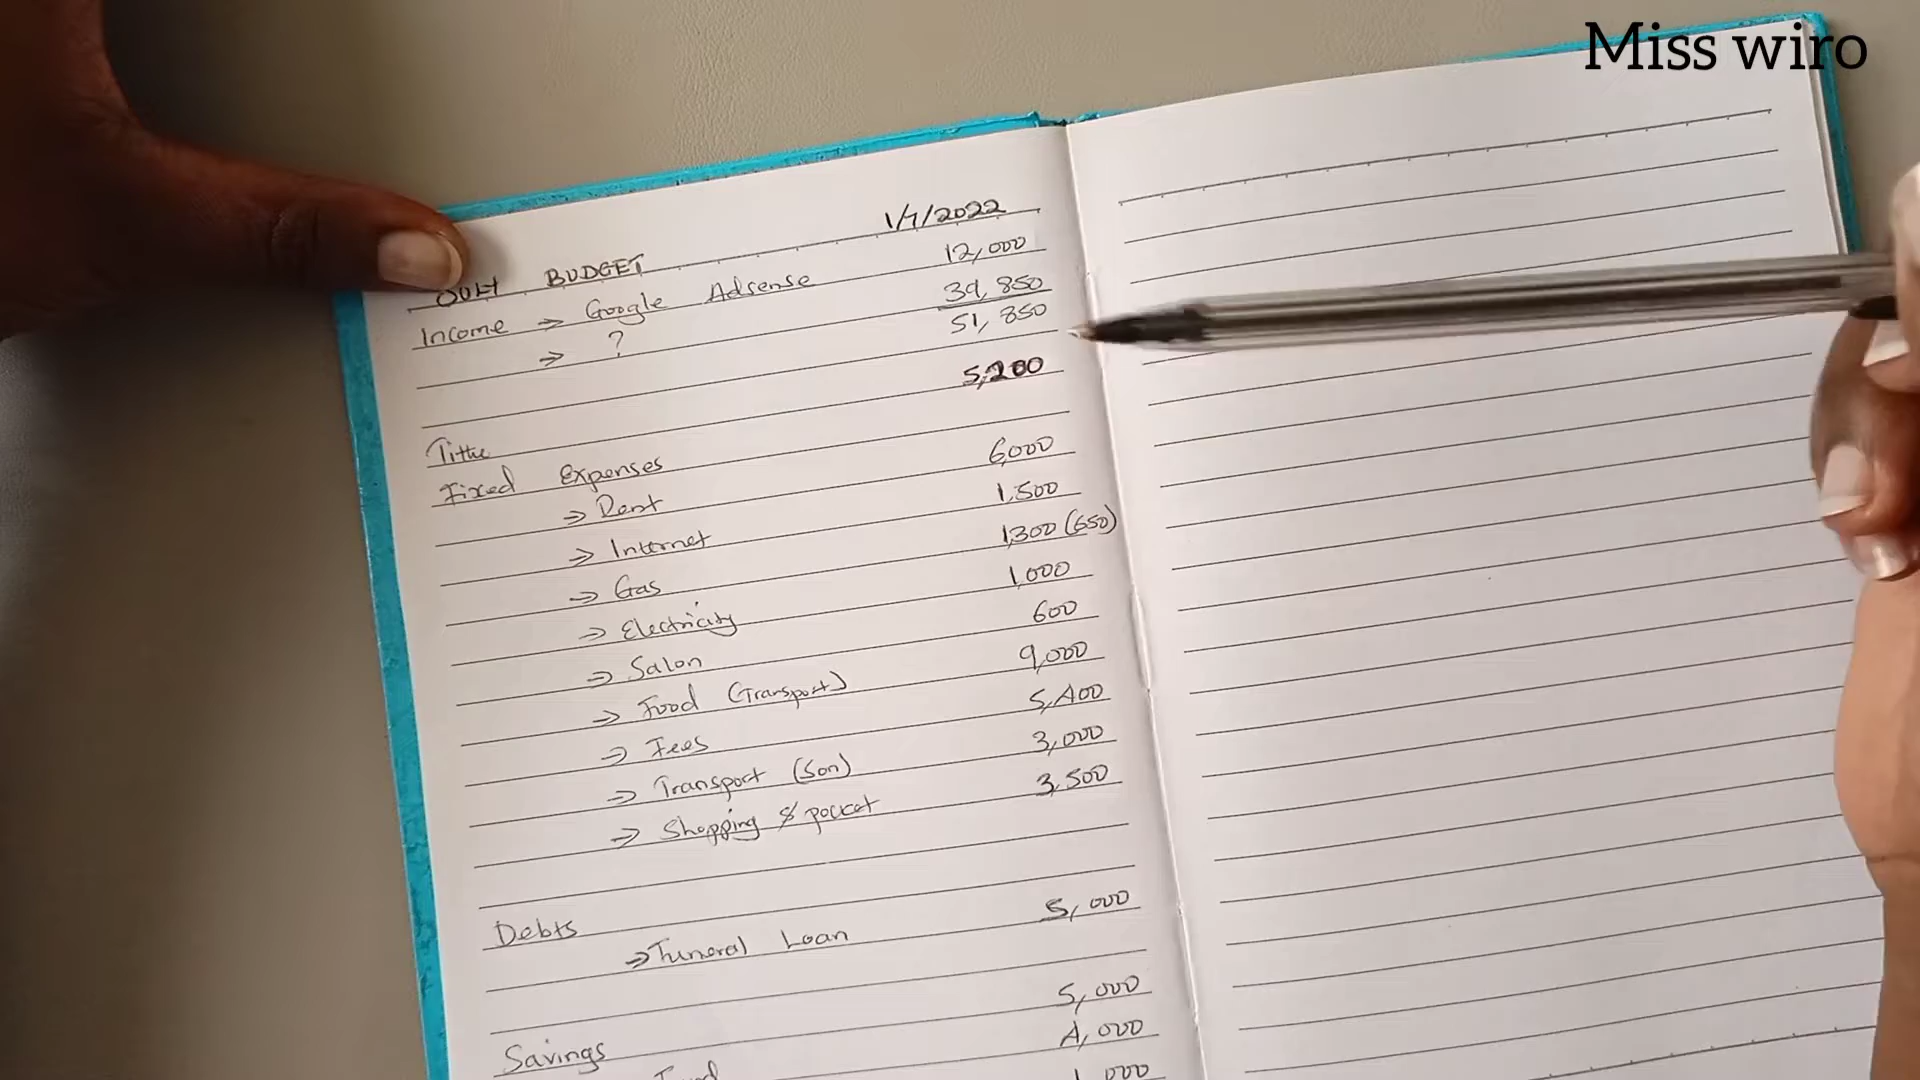 Miss wiro
JULY BUDGET 1/7/2022
Income → Google Adsense 12,000
→ ? 39,850
51,850
Tithe 5,200
Fixed Expenses
→ Rent 6,000
→ Internet 1,500
→ Gas 1,300 (650)
→ Electricity 1,000
→ Salon 600
→ Food (Transport) 9,000
→ Fees 5,400
→ Transport (Son) 3,000
→ Shopping & pocket 3,500
Debts
→ Funeral Loan 5,000
Savings 5,000
4,000
1,000